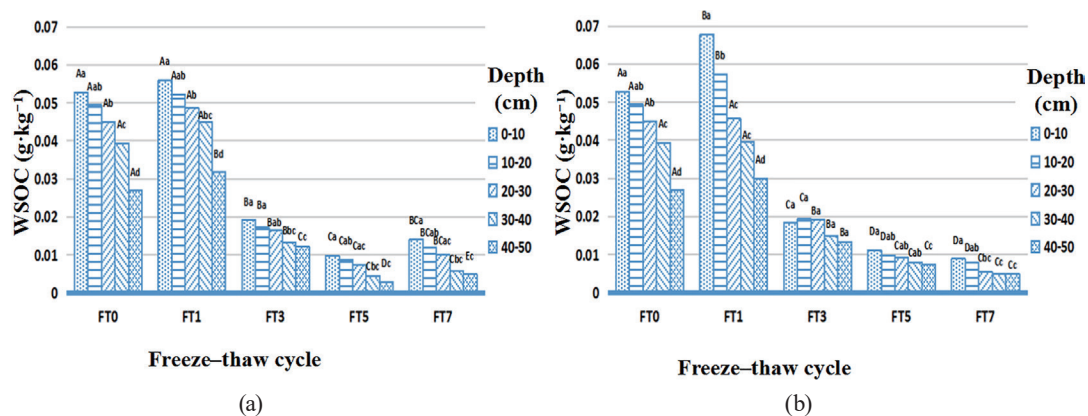 0.07
0.06
0.05
0.04
0.03
0.02
0.01
0
WSOC (g·kg⁻¹)
Aa Aab Ab Ac Ad
Aa Aab Ab Abc Bd
Ba Ba Bab Bbc Cc
Ca Cab Cac Cbc Dc
BCa BCab BCac Cbc Ec
FT0 FT1 FT3 FT5 FT7
Freeze–thaw cycle
Depth
(cm)
0-10
10-20
20-30
30-40
40-50
(a)
0.07
0.06
0.05
0.04
0.03
0.02
0.01
0
WSOC (g·kg⁻¹)
Aa Aab Ab Ac Ad
Ba Bb Ac Ac Ad
Ca Ca Ba Ba Ba
Da Dab Cab Cab Cc
Da Dab Cbc Cc Cc
FT0 FT1 FT3 FT5 FT7
Freeze–thaw cycle
Depth
(cm)
0-10
10-20
20-30
30-40
40-50
(b)